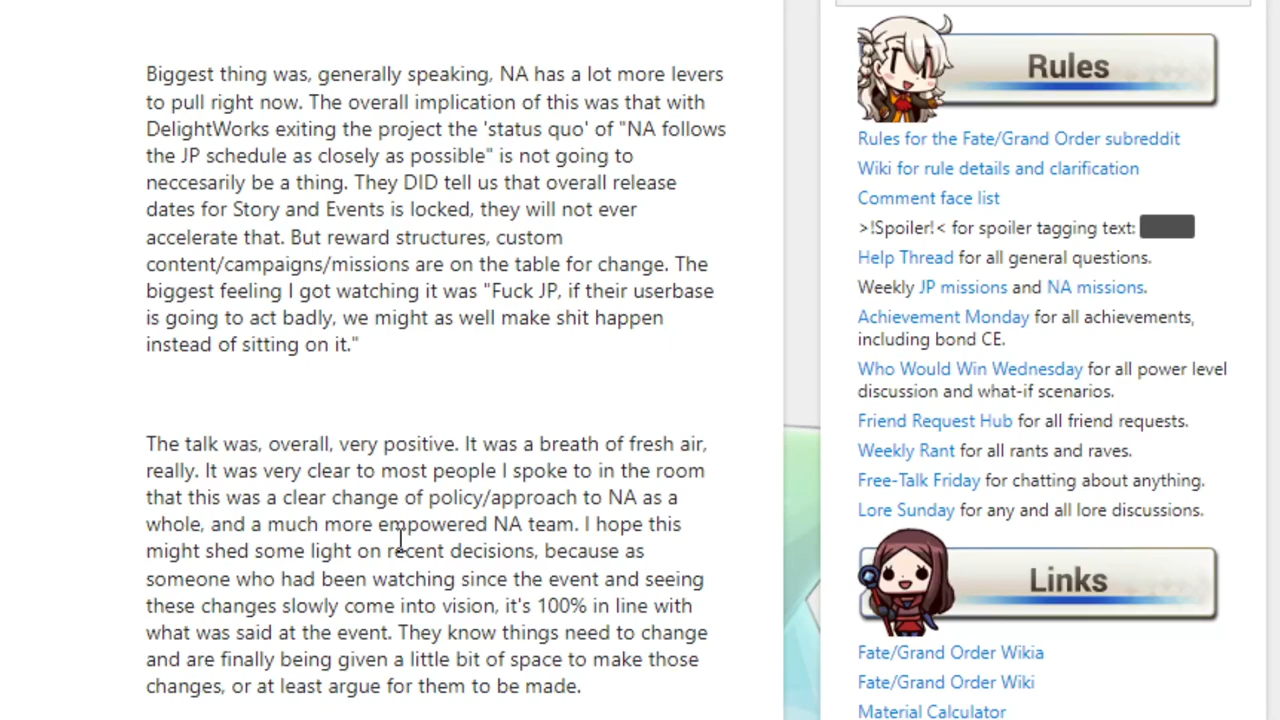 Biggest thing was, generally speaking, NA has a lot more levers
to pull right now. The overall implication of this was that with
DelightWorks exiting the project the 'status quo' of "NA follows
the JP schedule as closely as possible" is not going to
neccesarily be a thing. They DID tell us that overall release
dates for Story and Events is locked, they will not ever
accelerate that. But reward structures, custom
content/campaigns/missions are on the table for change. The
biggest feeling I got watching it was "Fuck JP, if their userbase
is going to act badly, we might as well make shit happen
instead of sitting on it."
The talk was, overall, very positive. It was a breath of fresh air,
really. It was very clear to most people I spoke to in the room
that this was a clear change of policy/approach to NA as a
whole, and a much more empowered NA team. I hope this
might shed some light on recent decisions, because as
someone who had been watching since the event and seeing
these changes slowly come into vision, it's 100% in line with
what was said at the event. They know things need to change
and are finally being given a little bit of space to make those
changes, or at least argue for them to be made.
Rules
Rules for the Fate/Grand Order subreddit
Wiki for rule details and clarification
Comment face list
>!Spoiler!< for spoiler tagging text:
Help Thread for all general questions.
Weekly JP missions and NA missions.
Achievement Monday for all achievements,
including bond CE.
Who Would Win Wednesday for all power level
discussion and what-if scenarios.
Friend Request Hub for all friend requests.
Weekly Rant for all rants and raves.
Free-Talk Friday for chatting about anything.
Lore Sunday for any and all lore discussions.
Links
Fate/Grand Order Wikia
Fate/Grand Order Wiki
Material Calculator